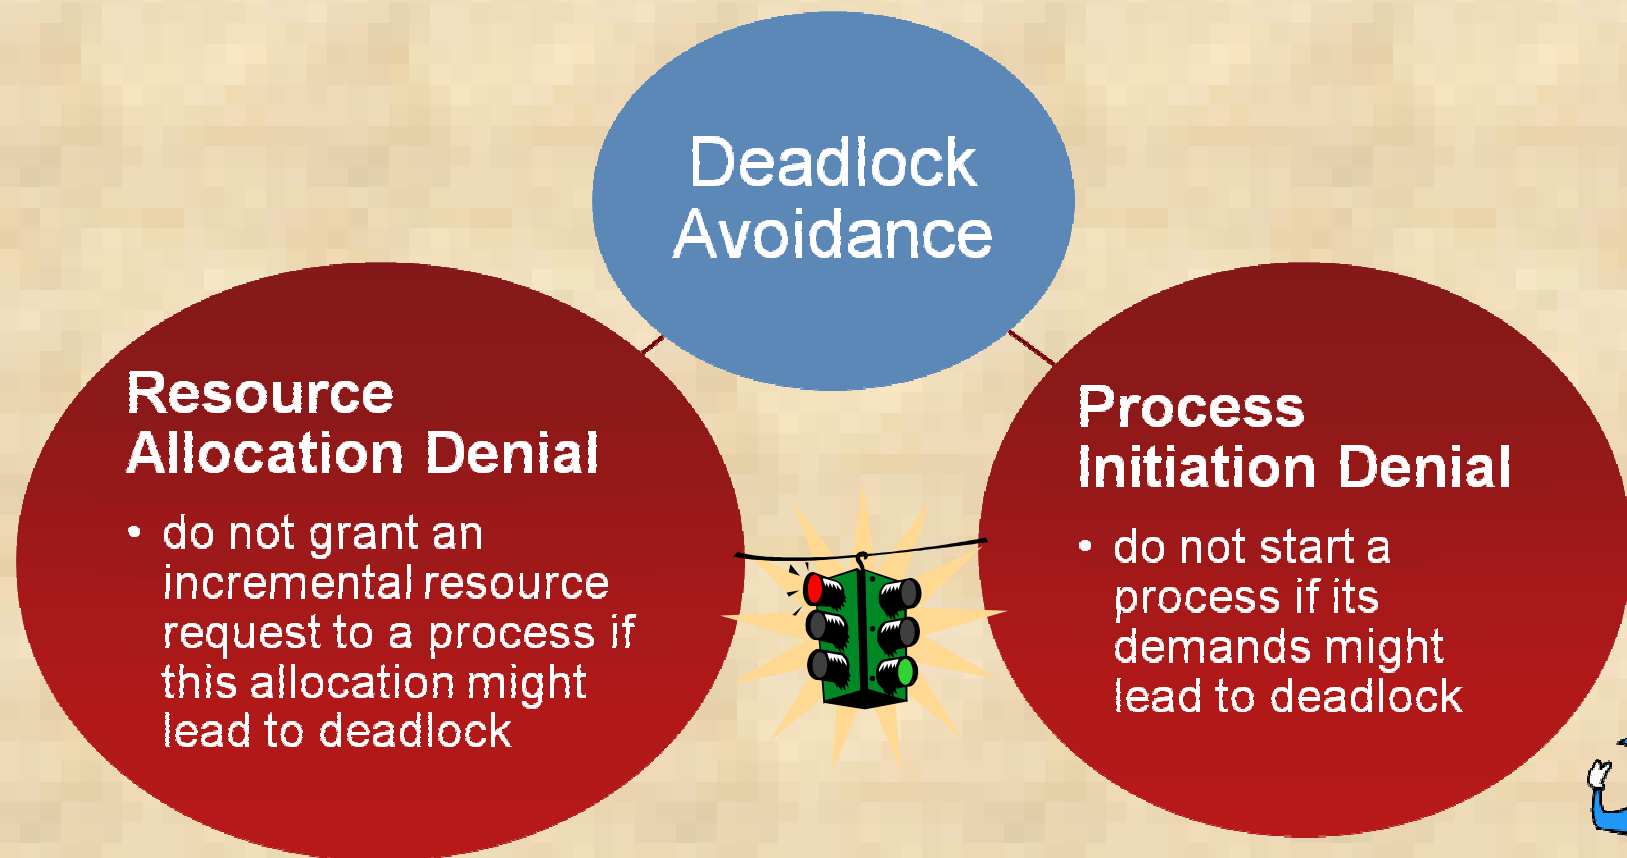 Deadlock
Avoidance
Resource
Allocation Denial
• do not grant an
incremental resource
request to a process if
this allocation might
lead to deadlock
Process
Initiation Denial
• do not start a
process if its
demands might
lead to deadlock